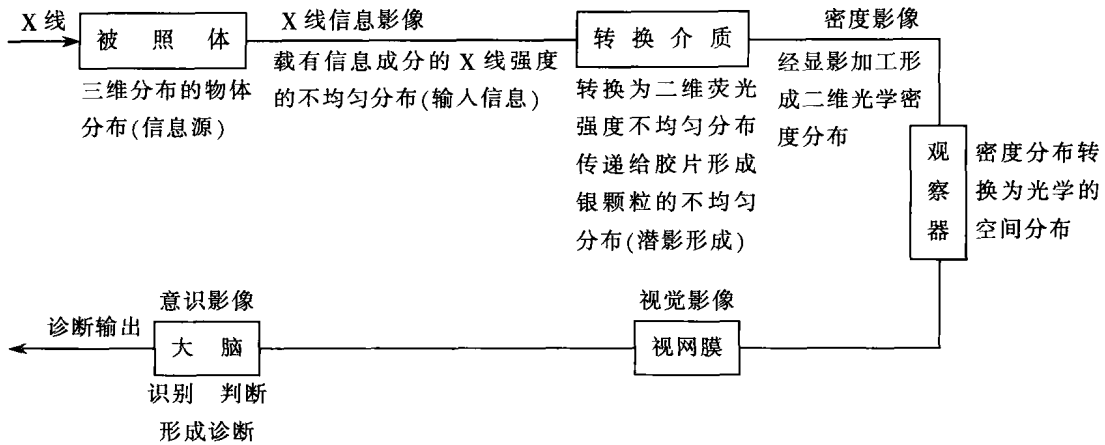 X 线
被 照 体
三维分布的物体
分布(信息源)
X 线信息影像
载有信息成分的 X 线强度
的不均匀分布(输人信息)
转 换 介 质
转换为二维荧光
强度不均匀分布
传递给胶片形成
银颗粒的不均匀
分布(潜影形成)
密度影像
经显影加工形
成二维光学密
度分布
观
察
器
密度分布转
换为光学的
空间分布
视觉影像
视网膜
意识影像
大 脑
识别 判断
形成诊断
诊断输出